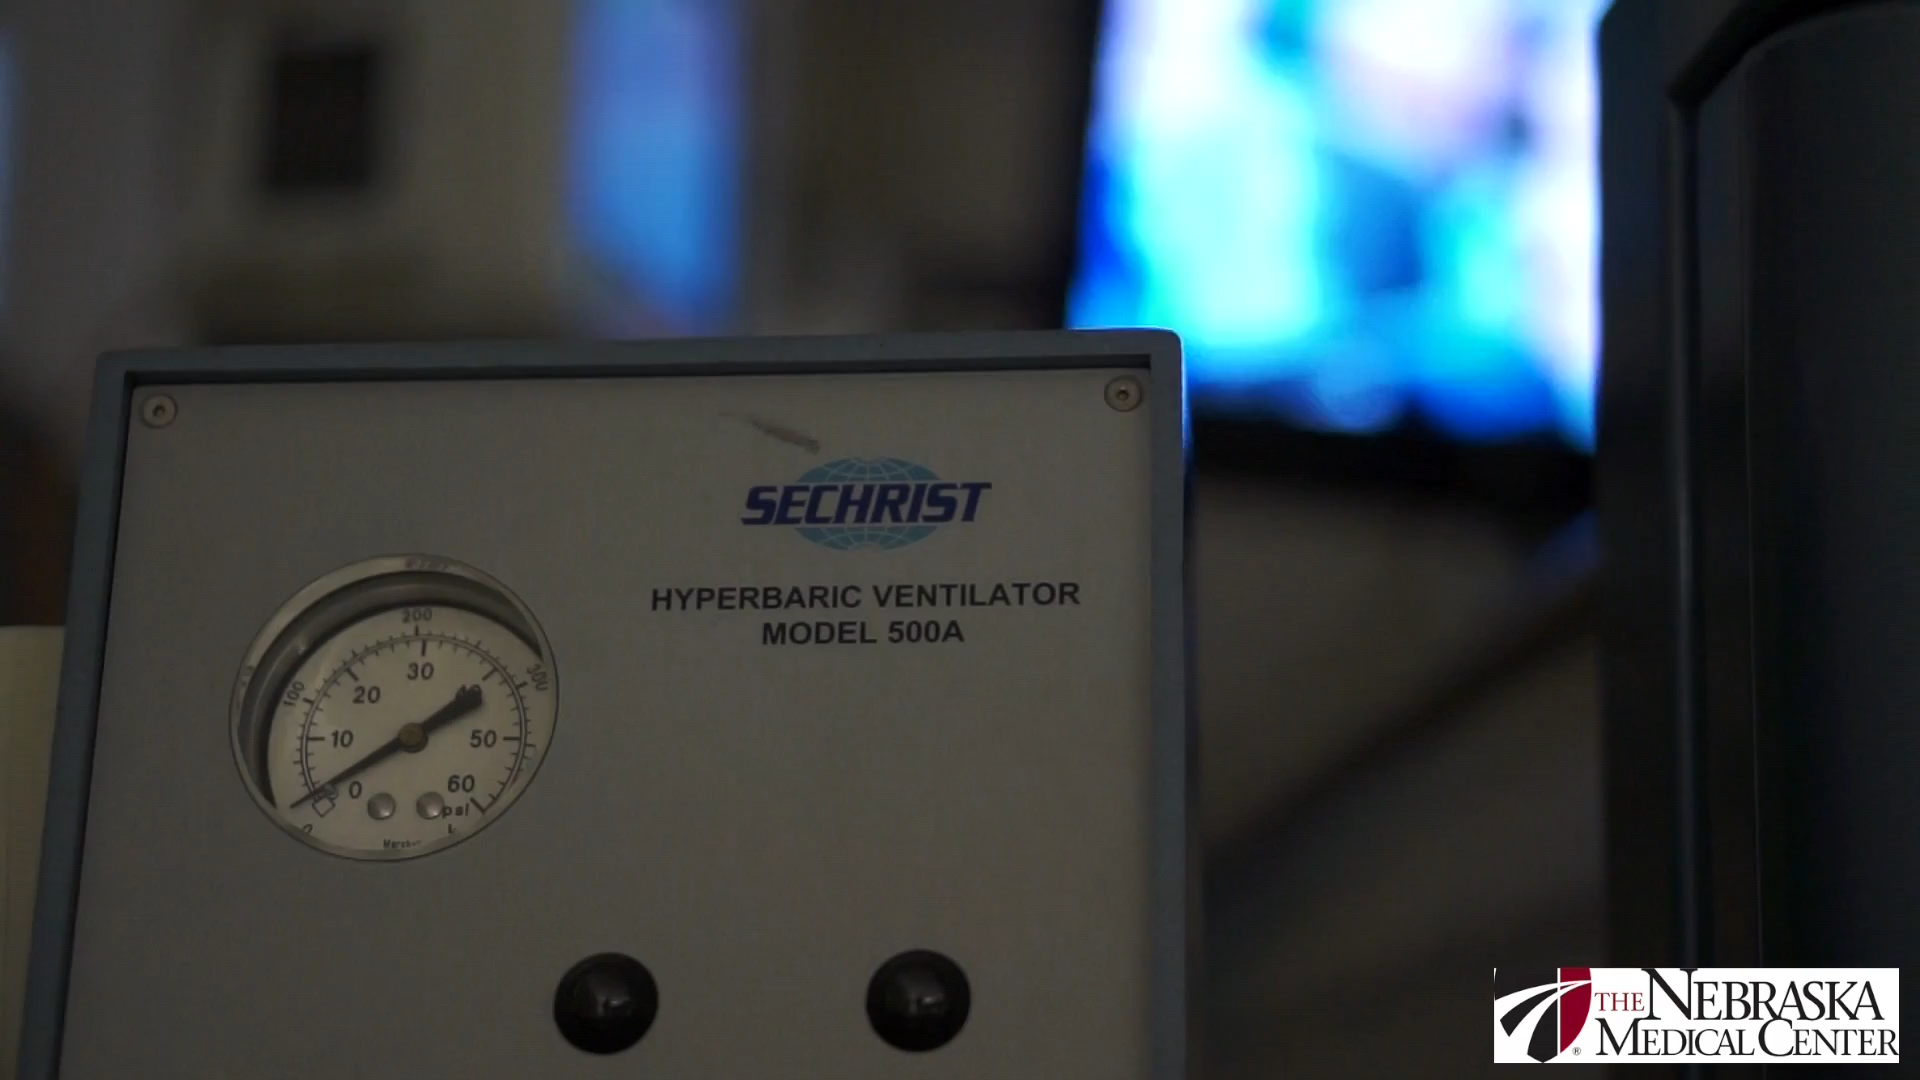 SECHRIST
HYPERBARIC VENTILATOR
MODEL 500A
200
100
300
30
20
10
50
0
60
psi
0
THE NEBRASKA
MEDICAL CENTER
®